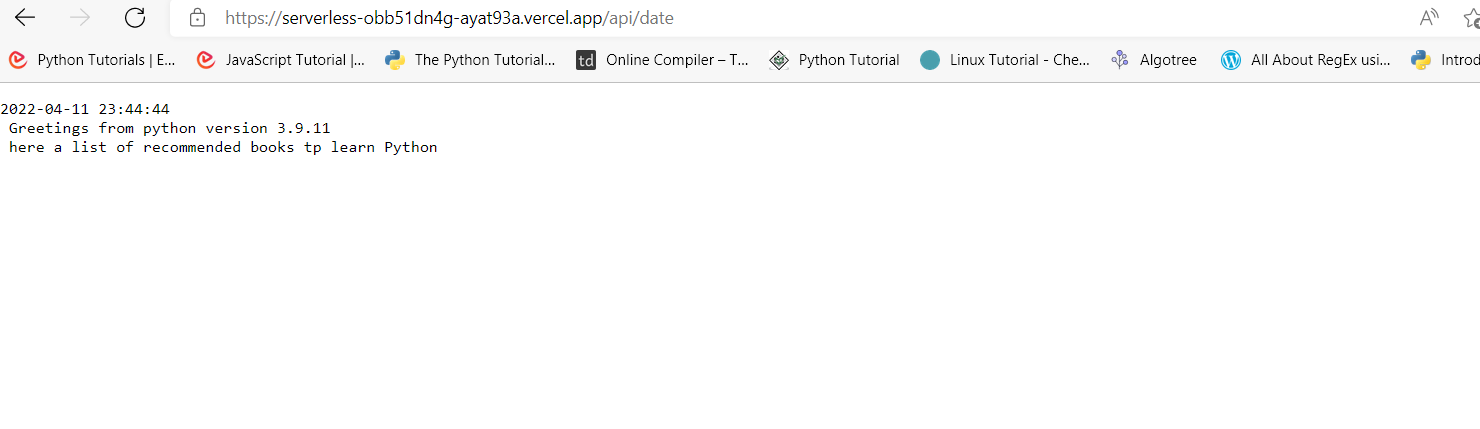 https://serverless-obb51dn4g-ayat93a.vercel.app/api/date
Python Tutorials | E... JavaScript Tutorial |... The Python Tutorial... td Online Compiler – T... Python Tutorial Linux Tutorial - Che... Algotree All About RegEx usi... Introd
2022-04-11 23:44:44
Greetings from python version 3.9.11
here a list of recommended books tp learn Python